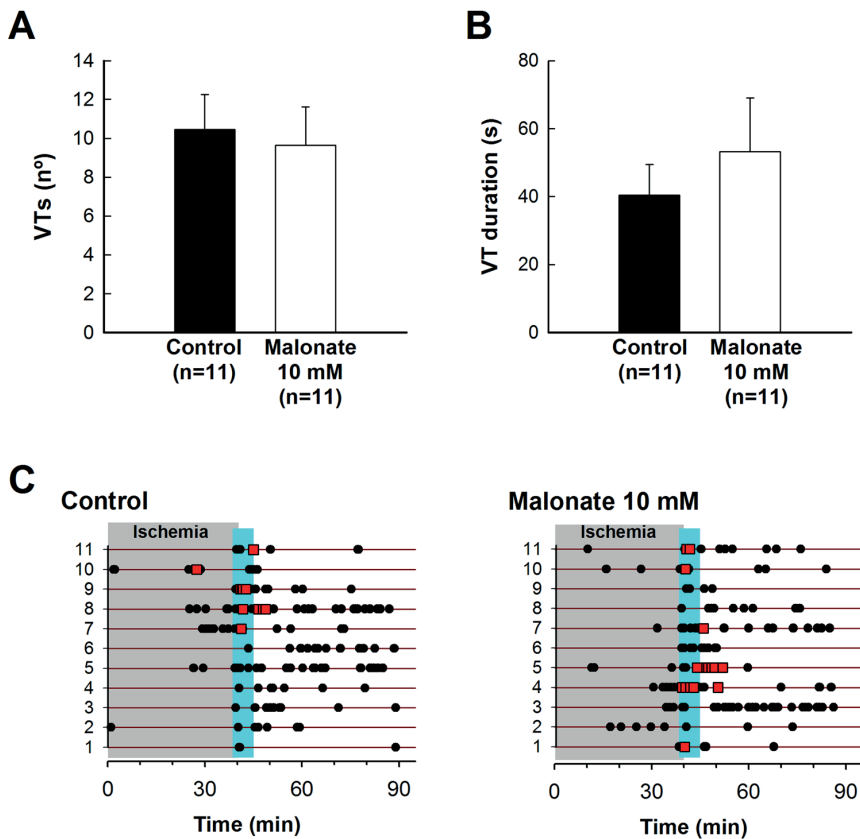 A
14
12
10
8
6
4
2
0
VTs (nº)
Control
(n=11)
Malonate
10 mM
(n=11)
B
80
60
40
20
0
VT duration (s)
Control
(n=11)
Malonate
10 mM
(n=11)
C
Control
Ischemia
11
10
9
8
7
6
5
4
3
2
1
0 30 60 90
Time (min)
Malonate 10 mM
Ischemia
11
10
9
8
7
6
5
4
3
2
1
0 30 60 90
Time (min)